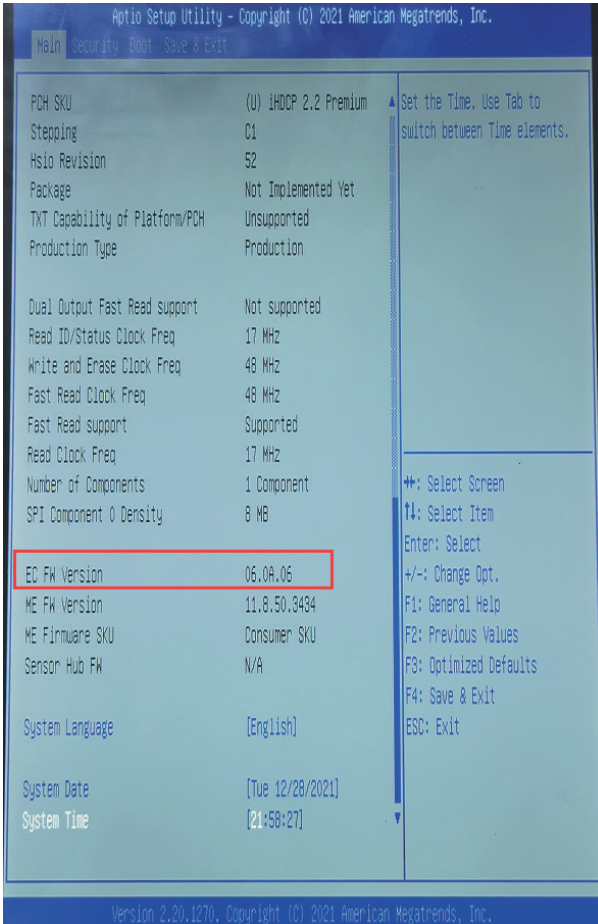 Aptio Setup Utility - Copyright (C) 2021 American Megatrends, Inc.
Main Security Boot Save & Exit
PCH SKU (U) iHDCP 2.2 Premium
Stepping C1
Hsio Revision 52
Package Not Implemented Yet
TXT Capability of Platform/PCH Unsupported
Production Type Production
Dual Output Fast Read support Not supported
Read ID/Status Clock Freq 17 MHz
Write and Erase Clock Freq 48 MHz
Fast Read Clock Freq 48 MHz
Fast Read support Supported
Read Clock Freq 17 MHz
Number of Components 1 Component
SPI Component 0 Density 8 MB
EC FW Version 06.0A.06
ME FW Version 11.8.50.3434
ME Firmware SKU Consumer SKU
Sensor Hub FW N/A
System Language [English]
System Date [Tue 12/28/2021]
System Time [21:58:27]
Set the Time. Use Tab to
switch between Time elements.
→←: Select Screen
↑↓: Select Item
Enter: Select
+/-: Change Opt.
F1: General Help
F2: Previous Values
F3: Optimized Defaults
F4: Save & Exit
ESC: Exit
Version 2.20.1270. Copyright (C) 2021 American Megatrends, Inc.